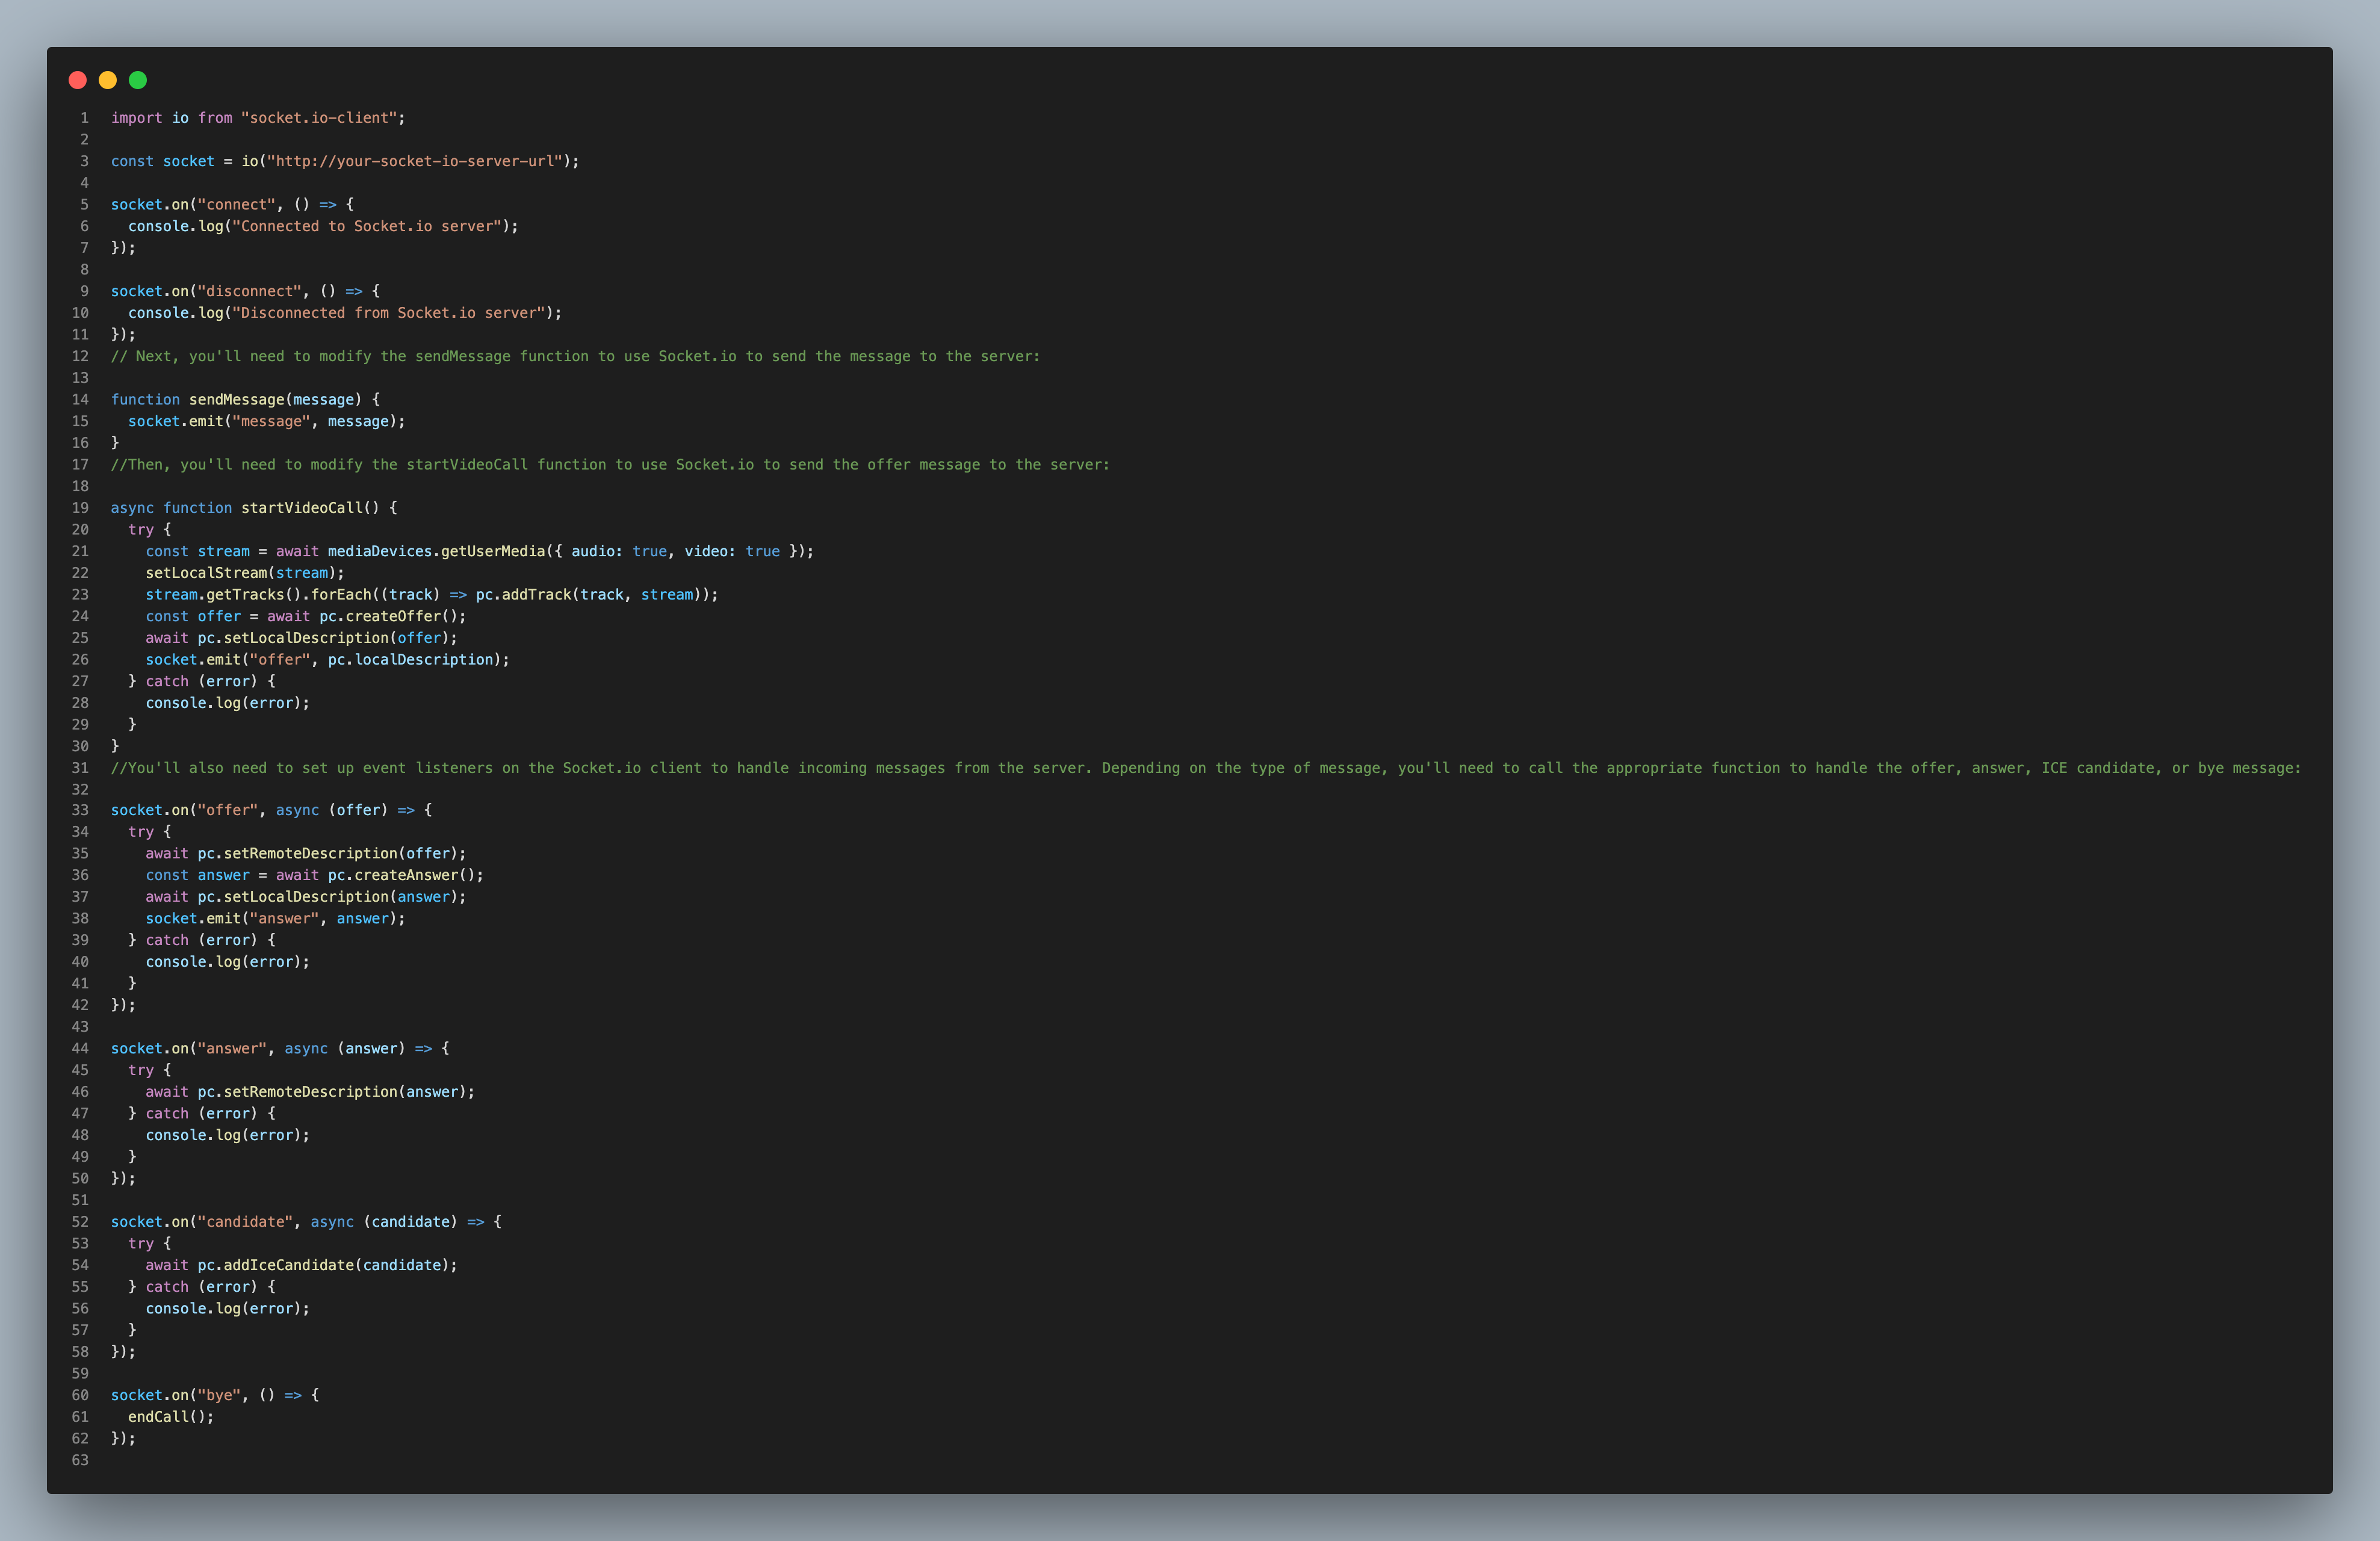 1 import io from "socket.io-client";
2
3 const socket = io("http://your-socket-io-server-url");
4
5 socket.on("connect", () => {
6   console.log("Connected to Socket.io server");
7 });
8
9 socket.on("disconnect", () => {
10   console.log("Disconnected from Socket.io server");
11 });
12 // Next, you'll need to modify the sendMessage function to use Socket.io to send the message to the server:
13
14 function sendMessage(message) {
15   socket.emit("message", message);
16 }
17 //Then, you'll need to modify the startVideoCall function to use Socket.io to send the offer message to the server:
18
19 async function startVideoCall() {
20   try {
21     const stream = await mediaDevices.getUserMedia({ audio: true, video: true });
22     setLocalStream(stream);
23     stream.getTracks().forEach((track) => pc.addTrack(track, stream));
24     const offer = await pc.createOffer();
25     await pc.setLocalDescription(offer);
26     socket.emit("offer", pc.localDescription);
27   } catch (error) {
28     console.log(error);
29   }
30 }
31 //You'll also need to set up event listeners on the Socket.io client to handle incoming messages from the server. Depending on the type of message, you'll need to call the appropriate function to handle the offer, answer, ICE candidate, or bye message:
32
33 socket.on("offer", async (offer) => {
34   try {
35     await pc.setRemoteDescription(offer);
36     const answer = await pc.createAnswer();
37     await pc.setLocalDescription(answer);
38     socket.emit("answer", answer);
39   } catch (error) {
40     console.log(error);
41   }
42 });
43
44 socket.on("answer", async (answer) => {
45   try {
46     await pc.setRemoteDescription(answer);
47   } catch (error) {
48     console.log(error);
49   }
50 });
51
52 socket.on("candidate", async (candidate) => {
53   try {
54     await pc.addIceCandidate(candidate);
55   } catch (error) {
56     console.log(error);
57   }
58 });
59
60 socket.on("bye", () => {
61   endCall();
62 });
63